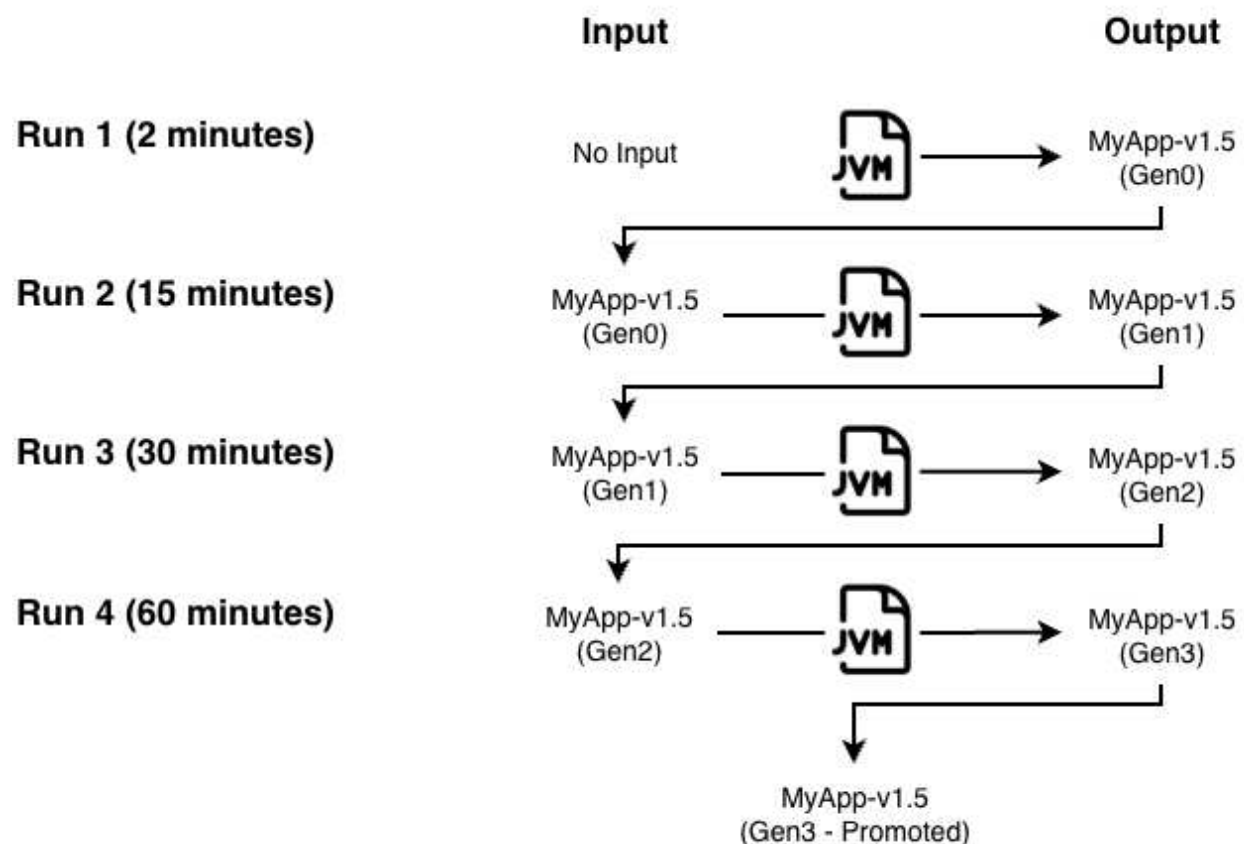 Input
Output
Run 1 (2 minutes)
No Input
JVM
MyApp-v1.5
(Gen0)
Run 2 (15 minutes)
MyApp-v1.5
(Gen0)
JVM
MyApp-v1.5
(Gen1)
Run 3 (30 minutes)
MyApp-v1.5
(Gen1)
JVM
MyApp-v1.5
(Gen2)
Run 4 (60 minutes)
MyApp-v1.5
(Gen2)
JVM
MyApp-v1.5
(Gen3)
MyApp-v1.5
(Gen3 - Promoted)